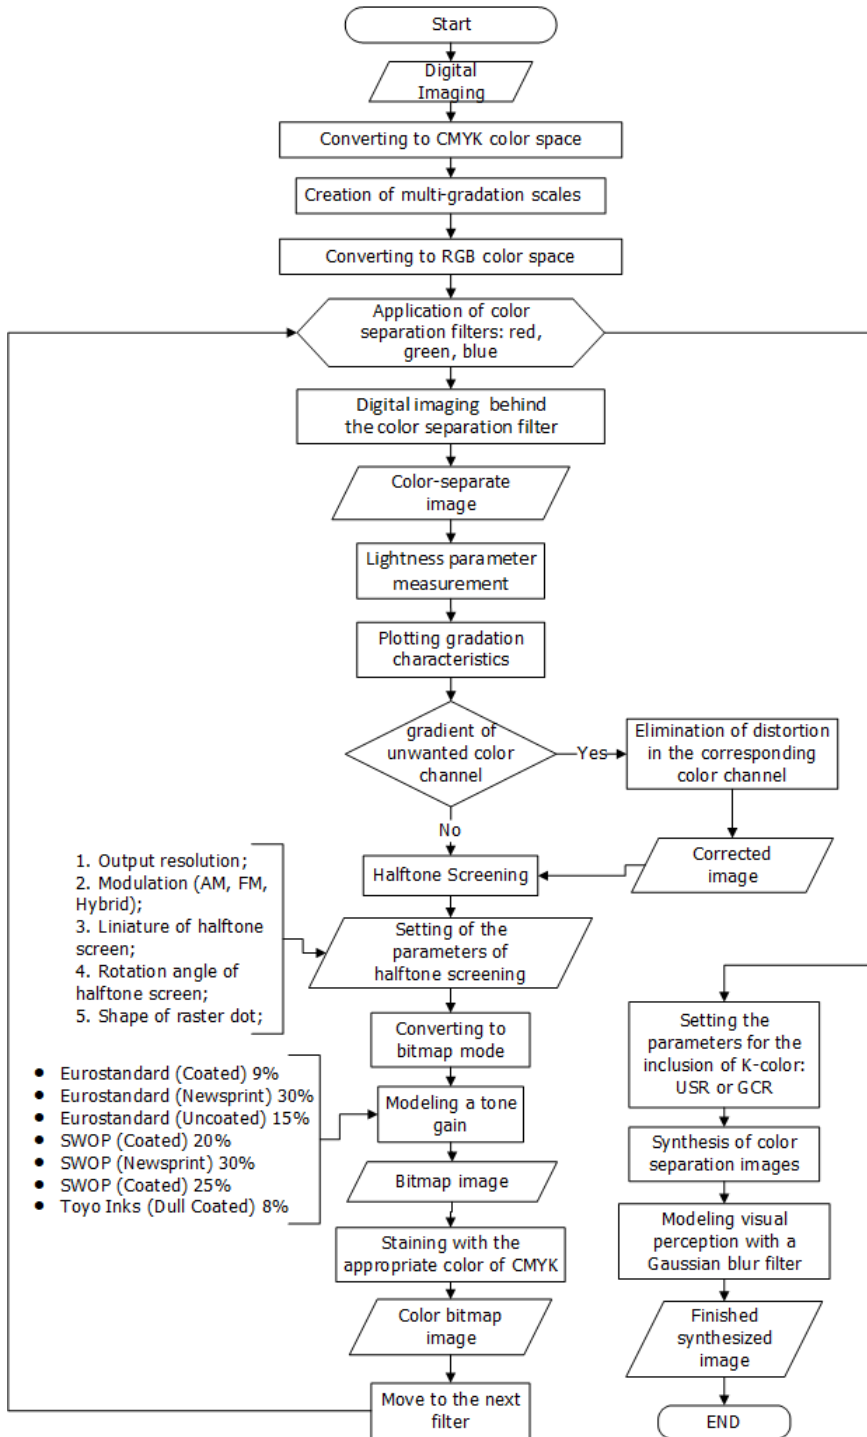 Start
Digital
Imaging
Converting to CMYK color space
Creation of multi-gradation scales
Converting to RGB color space
Application of color
separation filters: red,
green, blue
Digital imaging behind
the color separation filter
Color-separate
image
Lightness parameter
measurement
Plotting gradation
characteristics
gradient of
unwanted color
channel
Yes
Elimination of distortion
in the corresponding
color channel
No
Corrected
image
Halftone Screening
1. Output resolution;
2. Modulation (AM, FM,
Hybrid);
3. Liniature of halftone
screen;
4. Rotation angle of
halftone screen;
5. Shape of raster dot;
Setting of the
parameters of
halftone screening
Converting to
bitmap mode
• Eurostandard (Coated) 9%
• Eurostandard (Newsprint) 30%
• Eurostandard (Uncoated) 15%
• SWOP (Coated) 20%
• SWOP (Newsprint) 30%
• SWOP (Coated) 25%
• Toyo Inks (Dull Coated) 8%
Modeling a tone
gain
Bitmap image
Staining with the
appropriate color of CMYK
Color bitmap
image
Move to the next
filter
Setting the
parameters for the
inclusion of K-color:
USR or GCR
Synthesis of color
separation images
Modeling visual
perception with a
Gaussian blur filter
Finished
synthesized
image
END